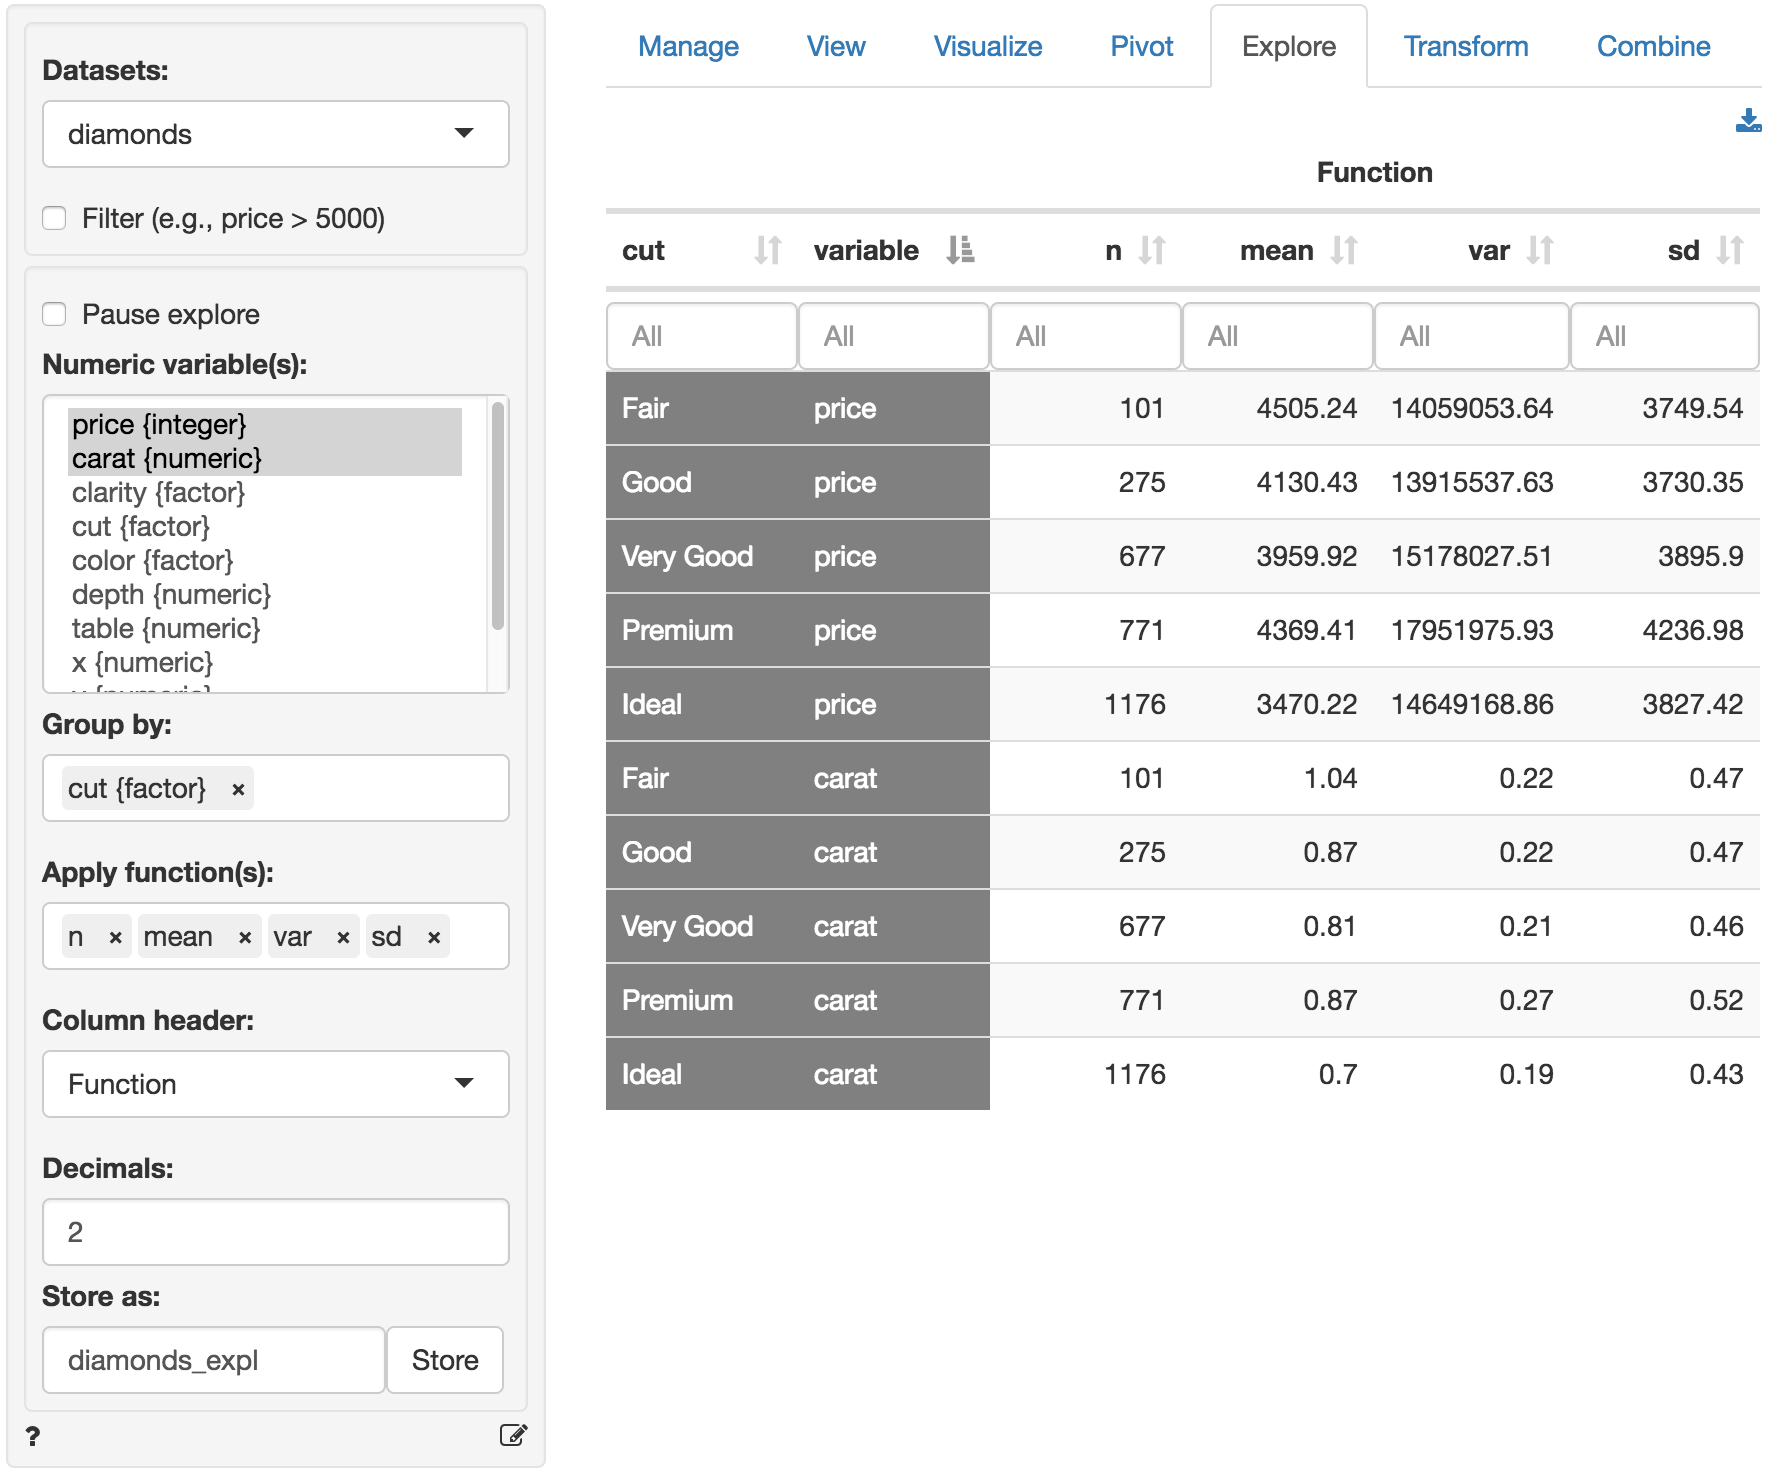 Datasets:
diamonds
Filter (e.g., price > 5000)
Pause explore
Numeric variable(s):
price {integer}
carat {numeric}
clarity {factor}
cut {factor}
color {factor}
depth {numeric}
table {numeric}
x {numeric}
Group by:
cut {factor} ×
Apply function(s):
n × mean × var × sd ×
Column header:
Function
Decimals:
2
Store as:
diamonds_expl Store
?
Manage View Visualize Pivot Explore Transform Combine
Function
cut variable n mean var sd
All All All All All All
Fair price 101 4505.24 14059053.64 3749.54
Good price 275 4130.43 13915537.63 3730.35
Very Good price 677 3959.92 15178027.51 3895.9
Premium price 771 4369.41 17951975.93 4236.98
Ideal price 1176 3470.22 14649168.86 3827.42
Fair carat 101 1.04 0.22 0.47
Good carat 275 0.87 0.22 0.47
Very Good carat 677 0.81 0.21 0.46
Premium carat 771 0.87 0.27 0.52
Ideal carat 1176 0.7 0.19 0.43